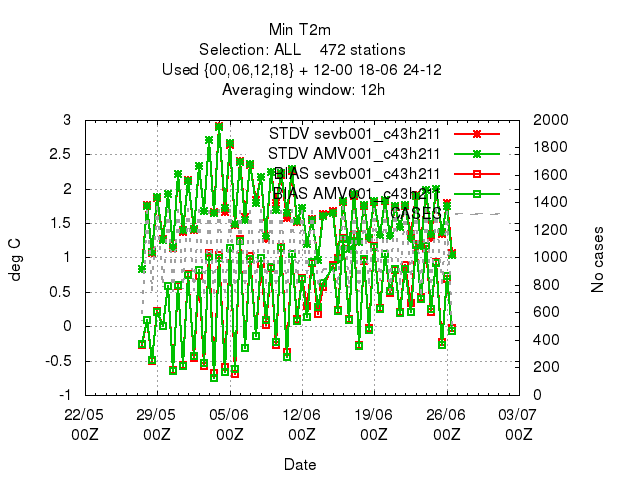 Min T2m
Selection: ALL    472 stations
Used {00,06,12,18} + 12-00 18-06 24-12
Averaging window: 12h
3
2.5
2
1.5
1
0.5
0
-0.5
-1
deg C
STDV sevb001_c43h211
STDV AMV001_c43h211
BIAS sevb001_c43h211
BIAS AMV001_c43h211
CASES
2000
1800
1600
1400
1200
1000
800
600
400
200
0
No cases
22/05 29/05 05/06 12/06 19/06 26/06 03/07
00Z 00Z 00Z 00Z 00Z 00Z 00Z
Date